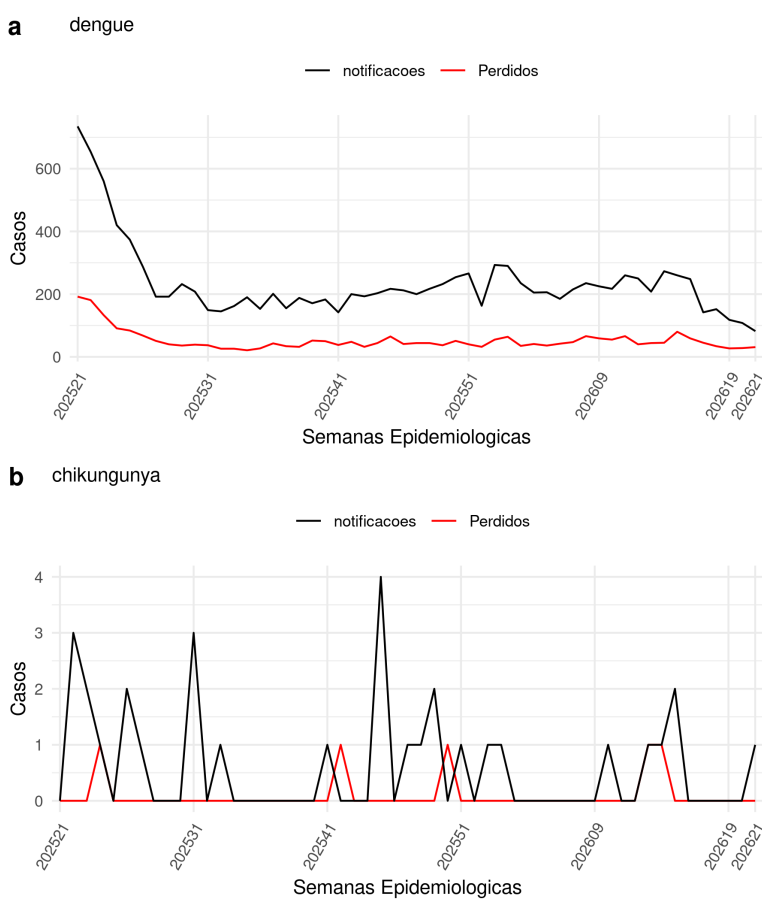 a dengue
notificacoes Perdidos
600
400
200
0
Casos
202521 202531 202541 202551 202609 202619 202621
Semanas Epidemiologicas
b chikungunya
notificacoes Perdidos
4
3
2
1
0
Casos
202521 202531 202541 202551 202609 202619 202621
Semanas Epidemiologicas